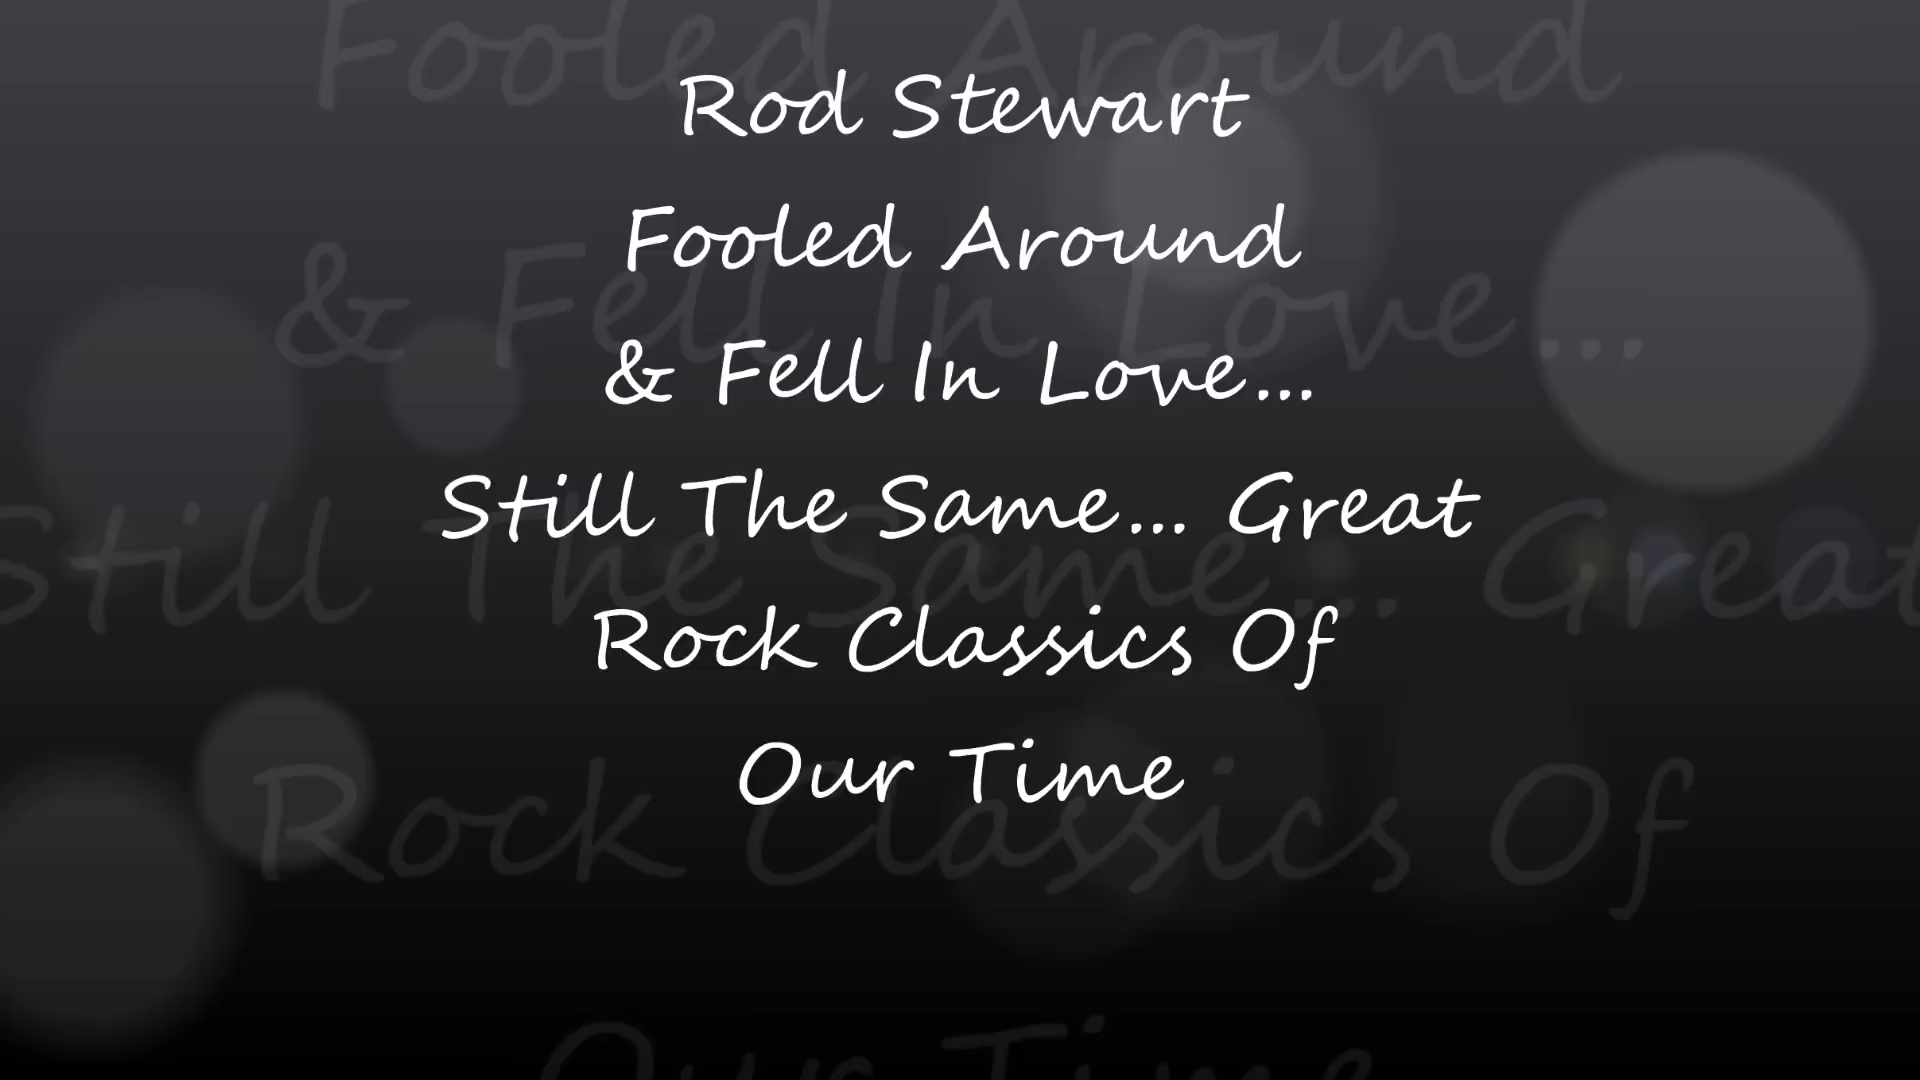 Rod Stewart
Fooled Around
& Fell In Love...
Still The Same... Great
Rock Classics Of
Our Time